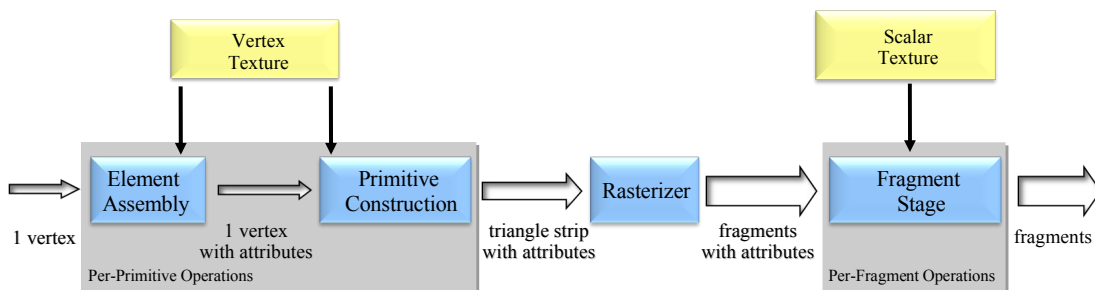 Vertex
Texture
Scalar
Texture
Element
Assembly
Primitive
Construction
Rasterizer
Fragment
Stage
1 vertex
1 vertex
with attributes
triangle strip
with attributes
fragments
with attributes
fragments
Per-Primitive Operations
Per-Fragment Operations